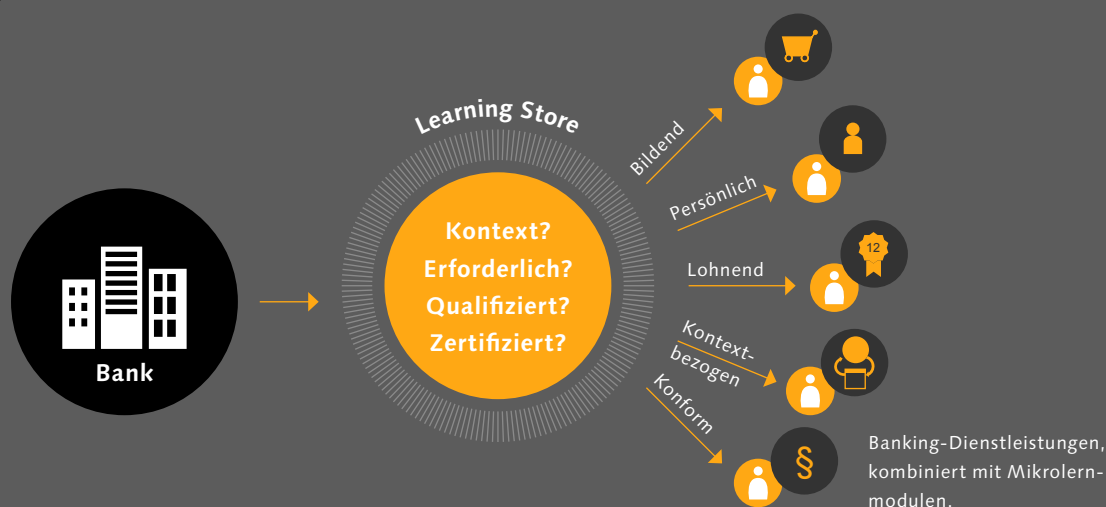 Learning Store
Bank
Kontext?
Erforderlich?
Qualifiziert?
Zertifiziert?
Bildend
Persönlich
Lohnend
12
Kontext-
bezogen
Konform
§
Banking-Dienstleistungen,
kombiniert mit Mikrolern-
modulen.